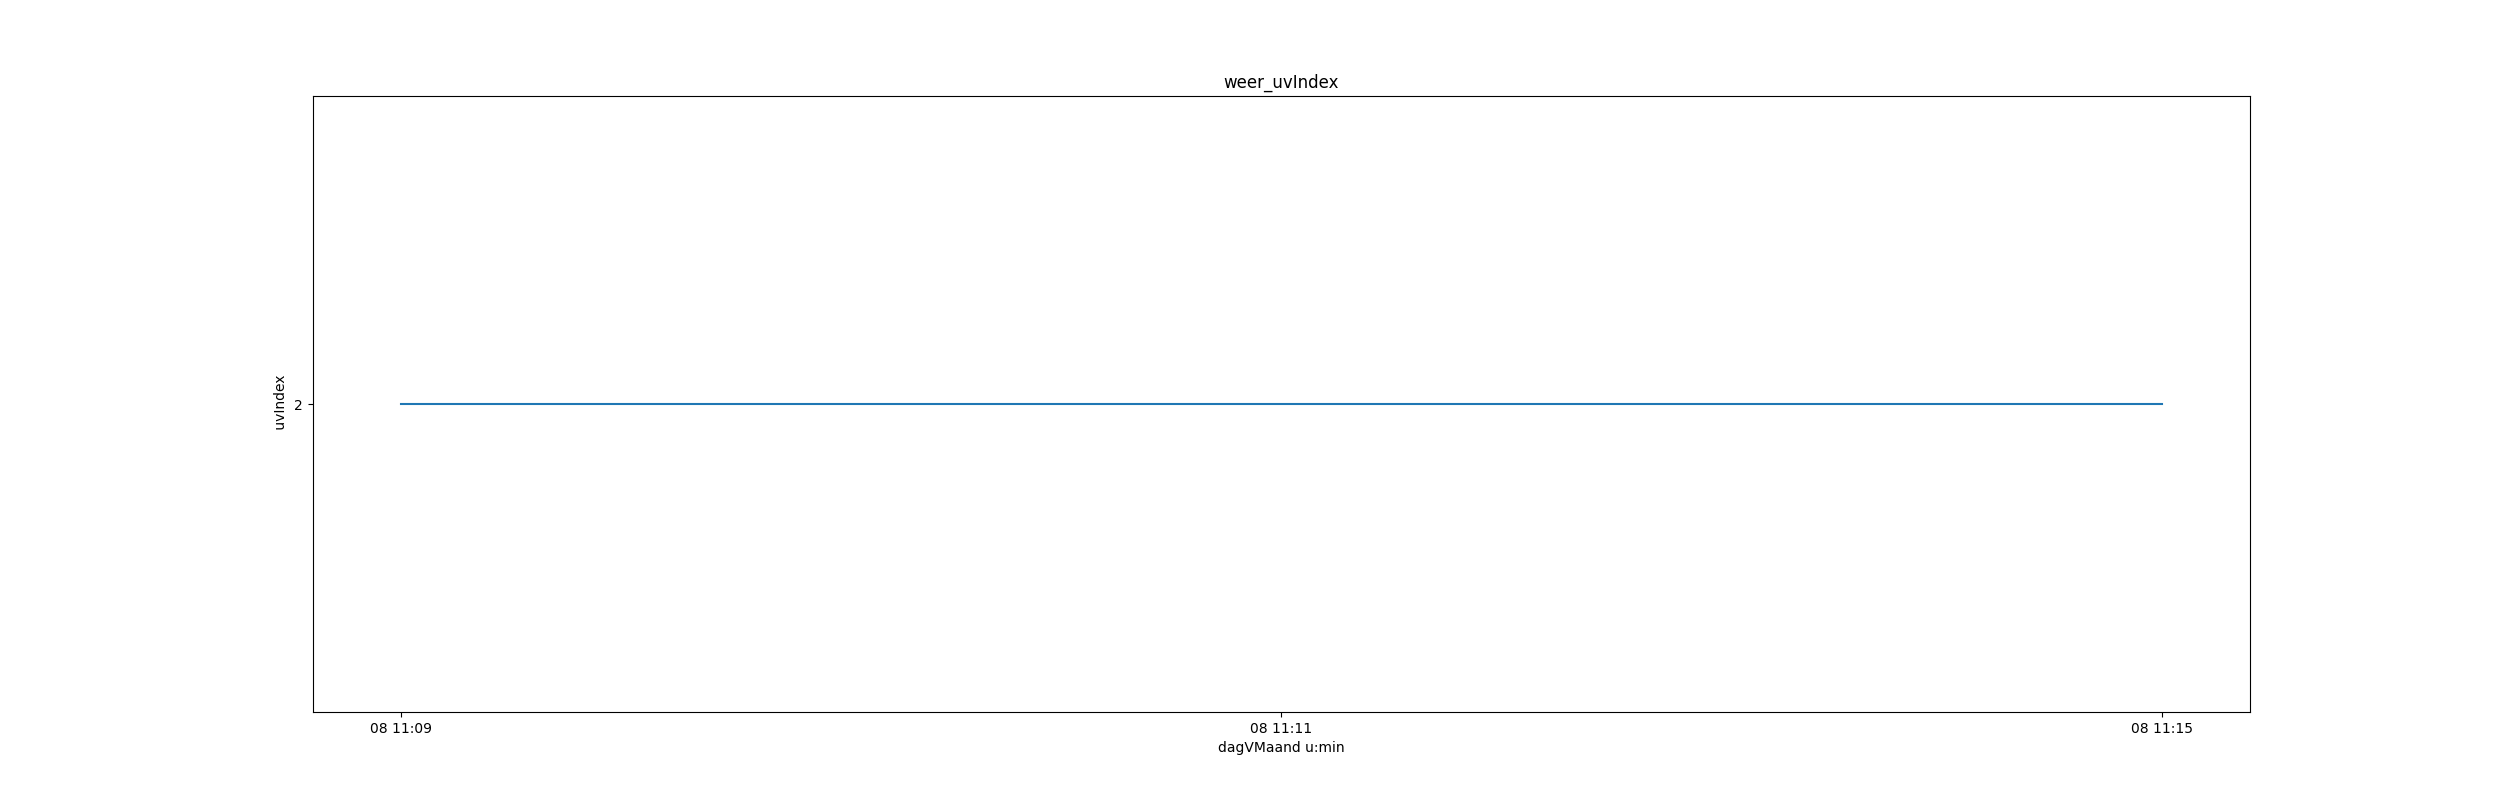 weer_uvIndex
uvIndex
2
08 11:09
08 11:11
08 11:15
dagVMaand u:min